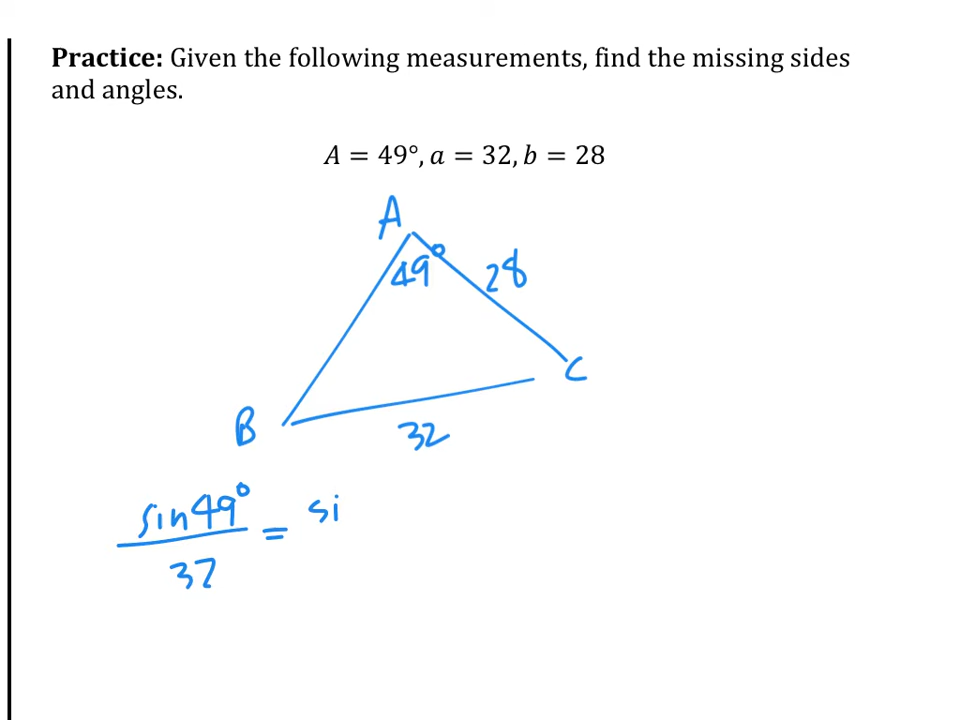 Practice: Given the following measurements, find the missing sides
and angles.
A = 49°, a = 32, b = 28
A
49°
28
C
B
32
sin49° = si
32